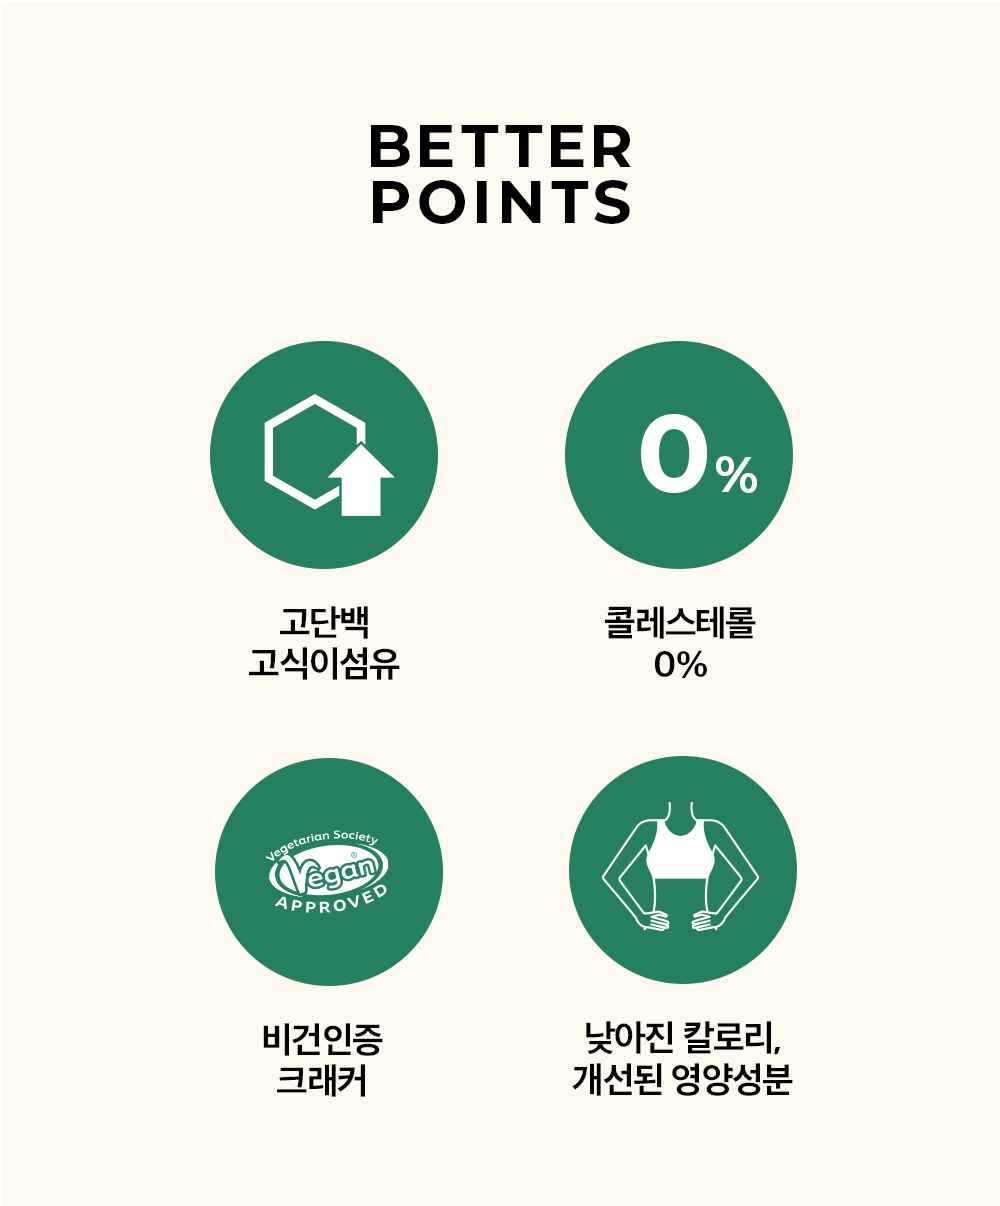 BETTER
POINTS
0%
고단백
고식이섬유
콜레스테롤
0%
Vegetarian Society
Vegan®
APPROVED
비건인증
크래커
낮아진 칼로리,
개선된 영양성분